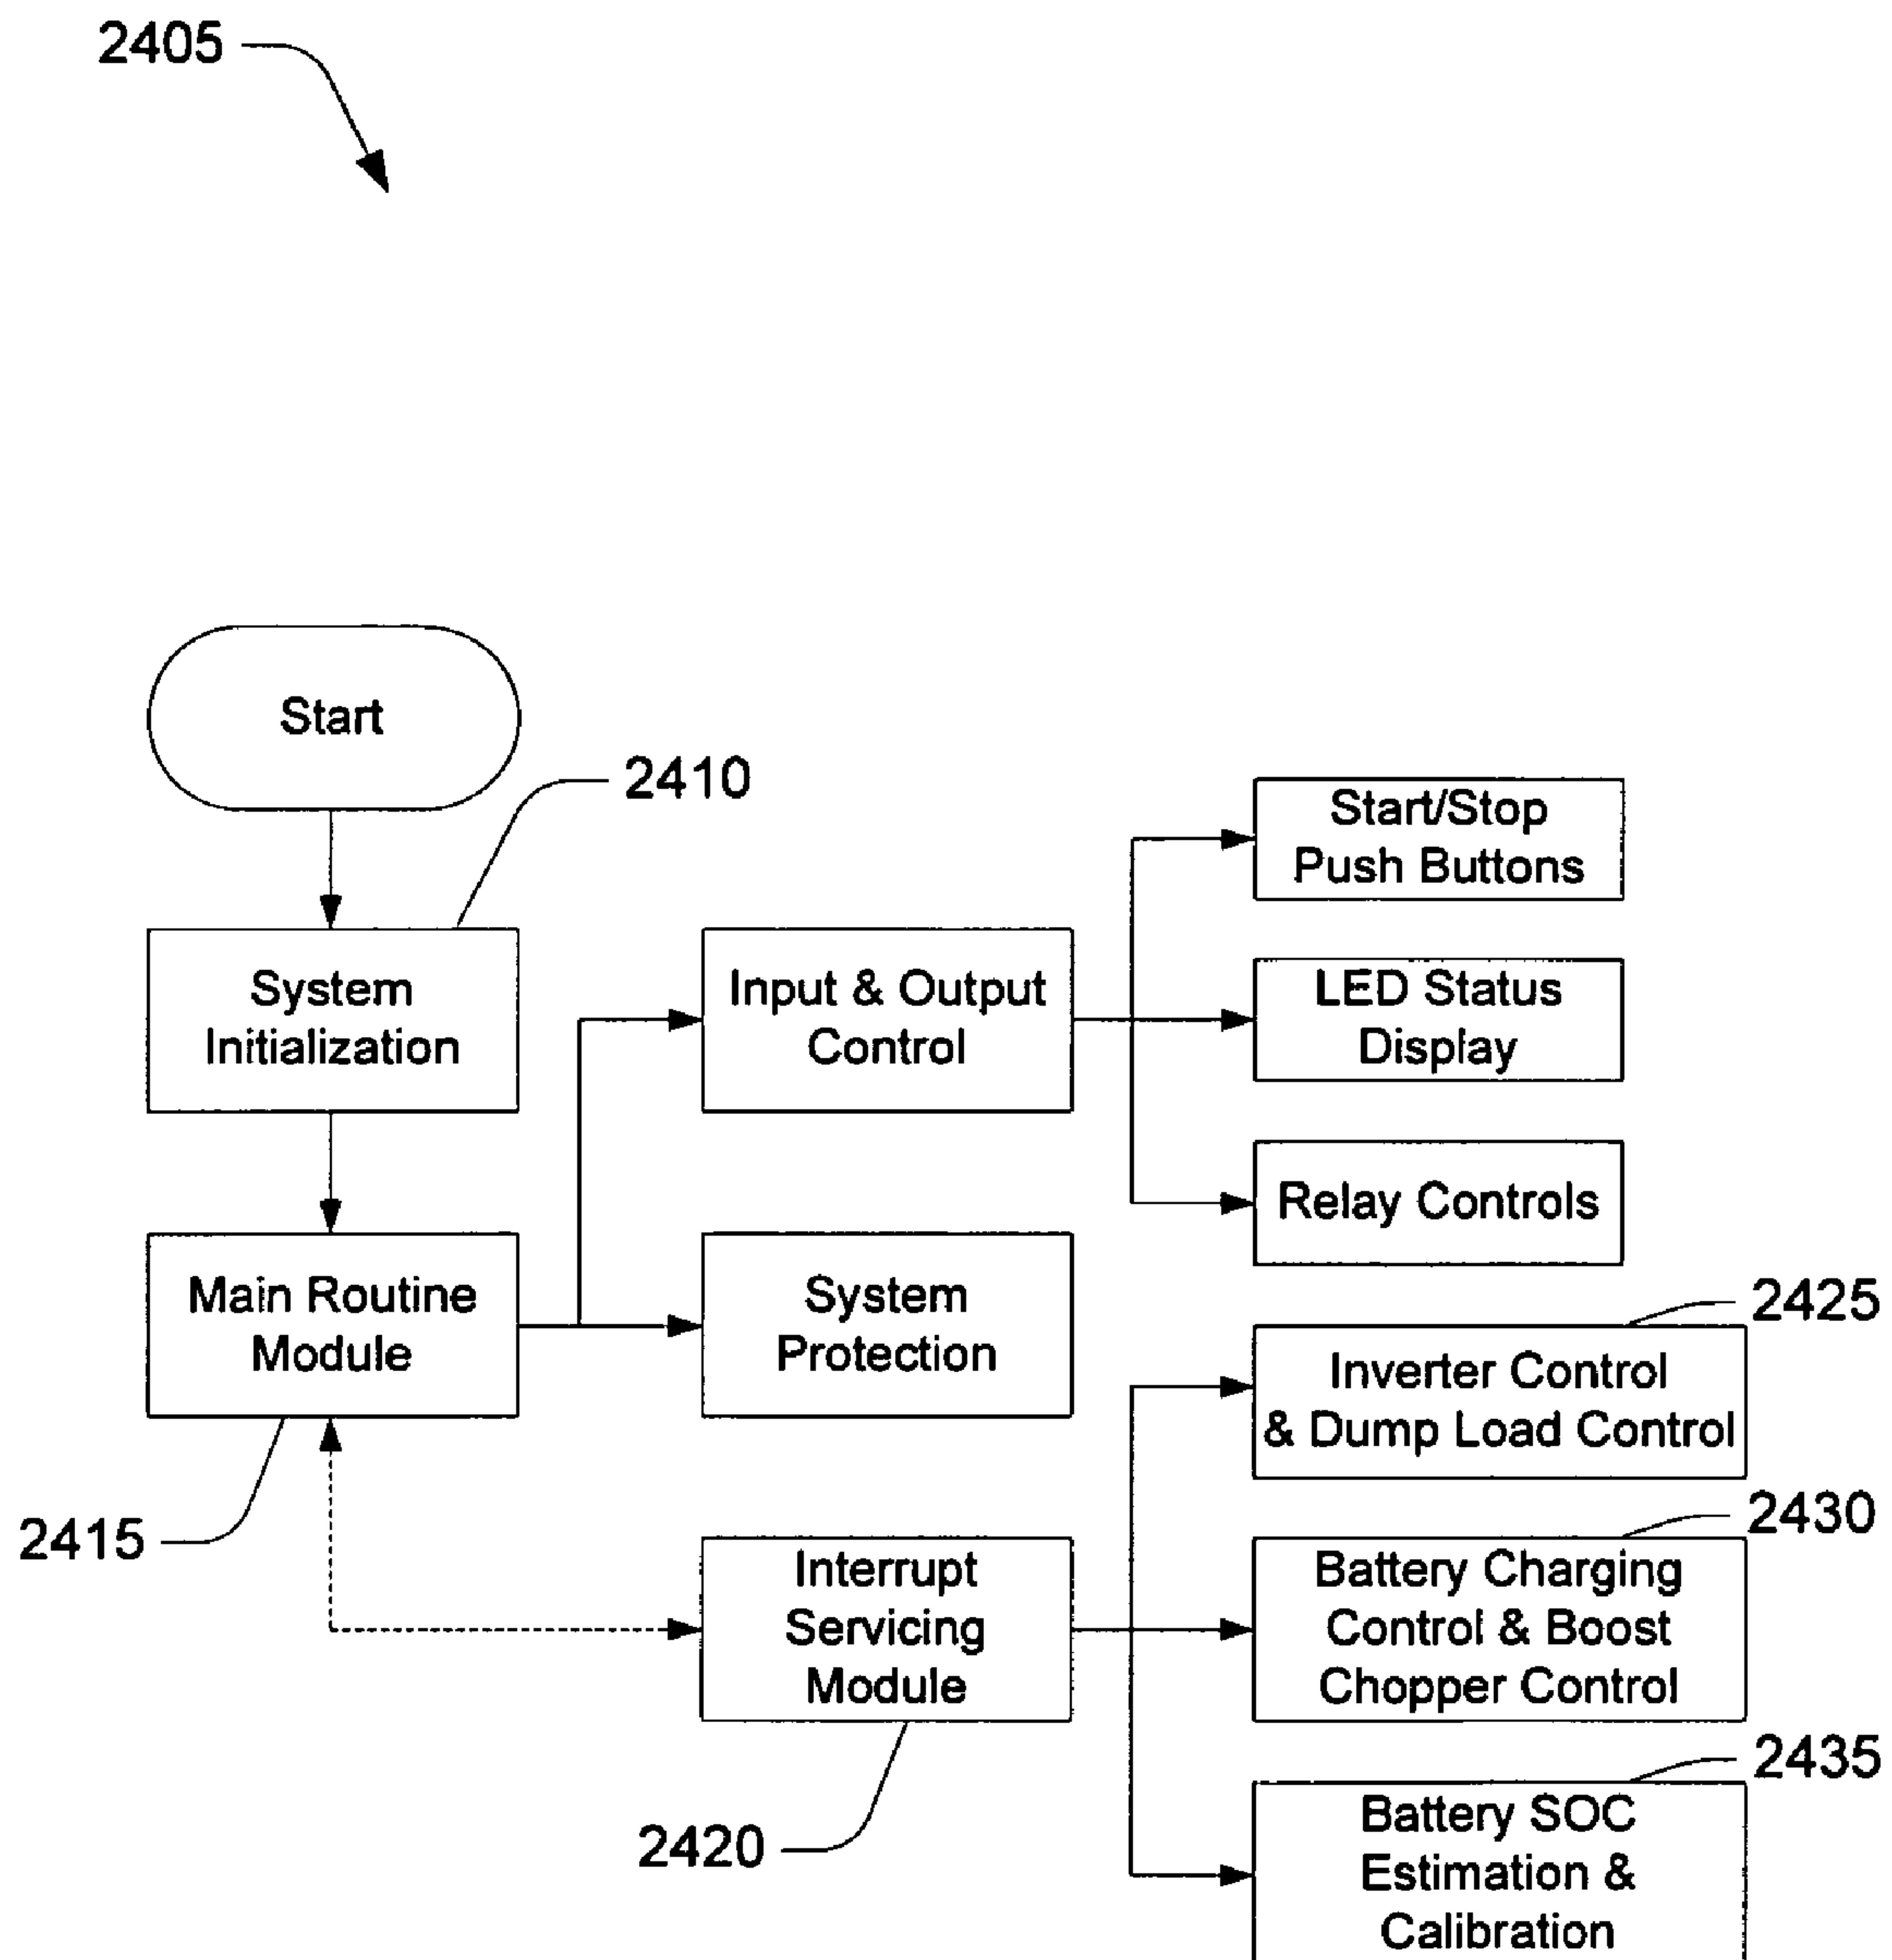 2405
Start
2410
System
Initialization
Input & Output
Control
Start/Stop
Push Buttons
LED Status
Display
Relay Controls
Main Routine
Module
2415
System
Protection
Interrupt
Servicing
Module
2420
2425
Inverter Control
& Dump Load Control
2430
Battery Charging
Control & Boost
Chopper Control
2435
Battery SOC
Estimation &
Calibration